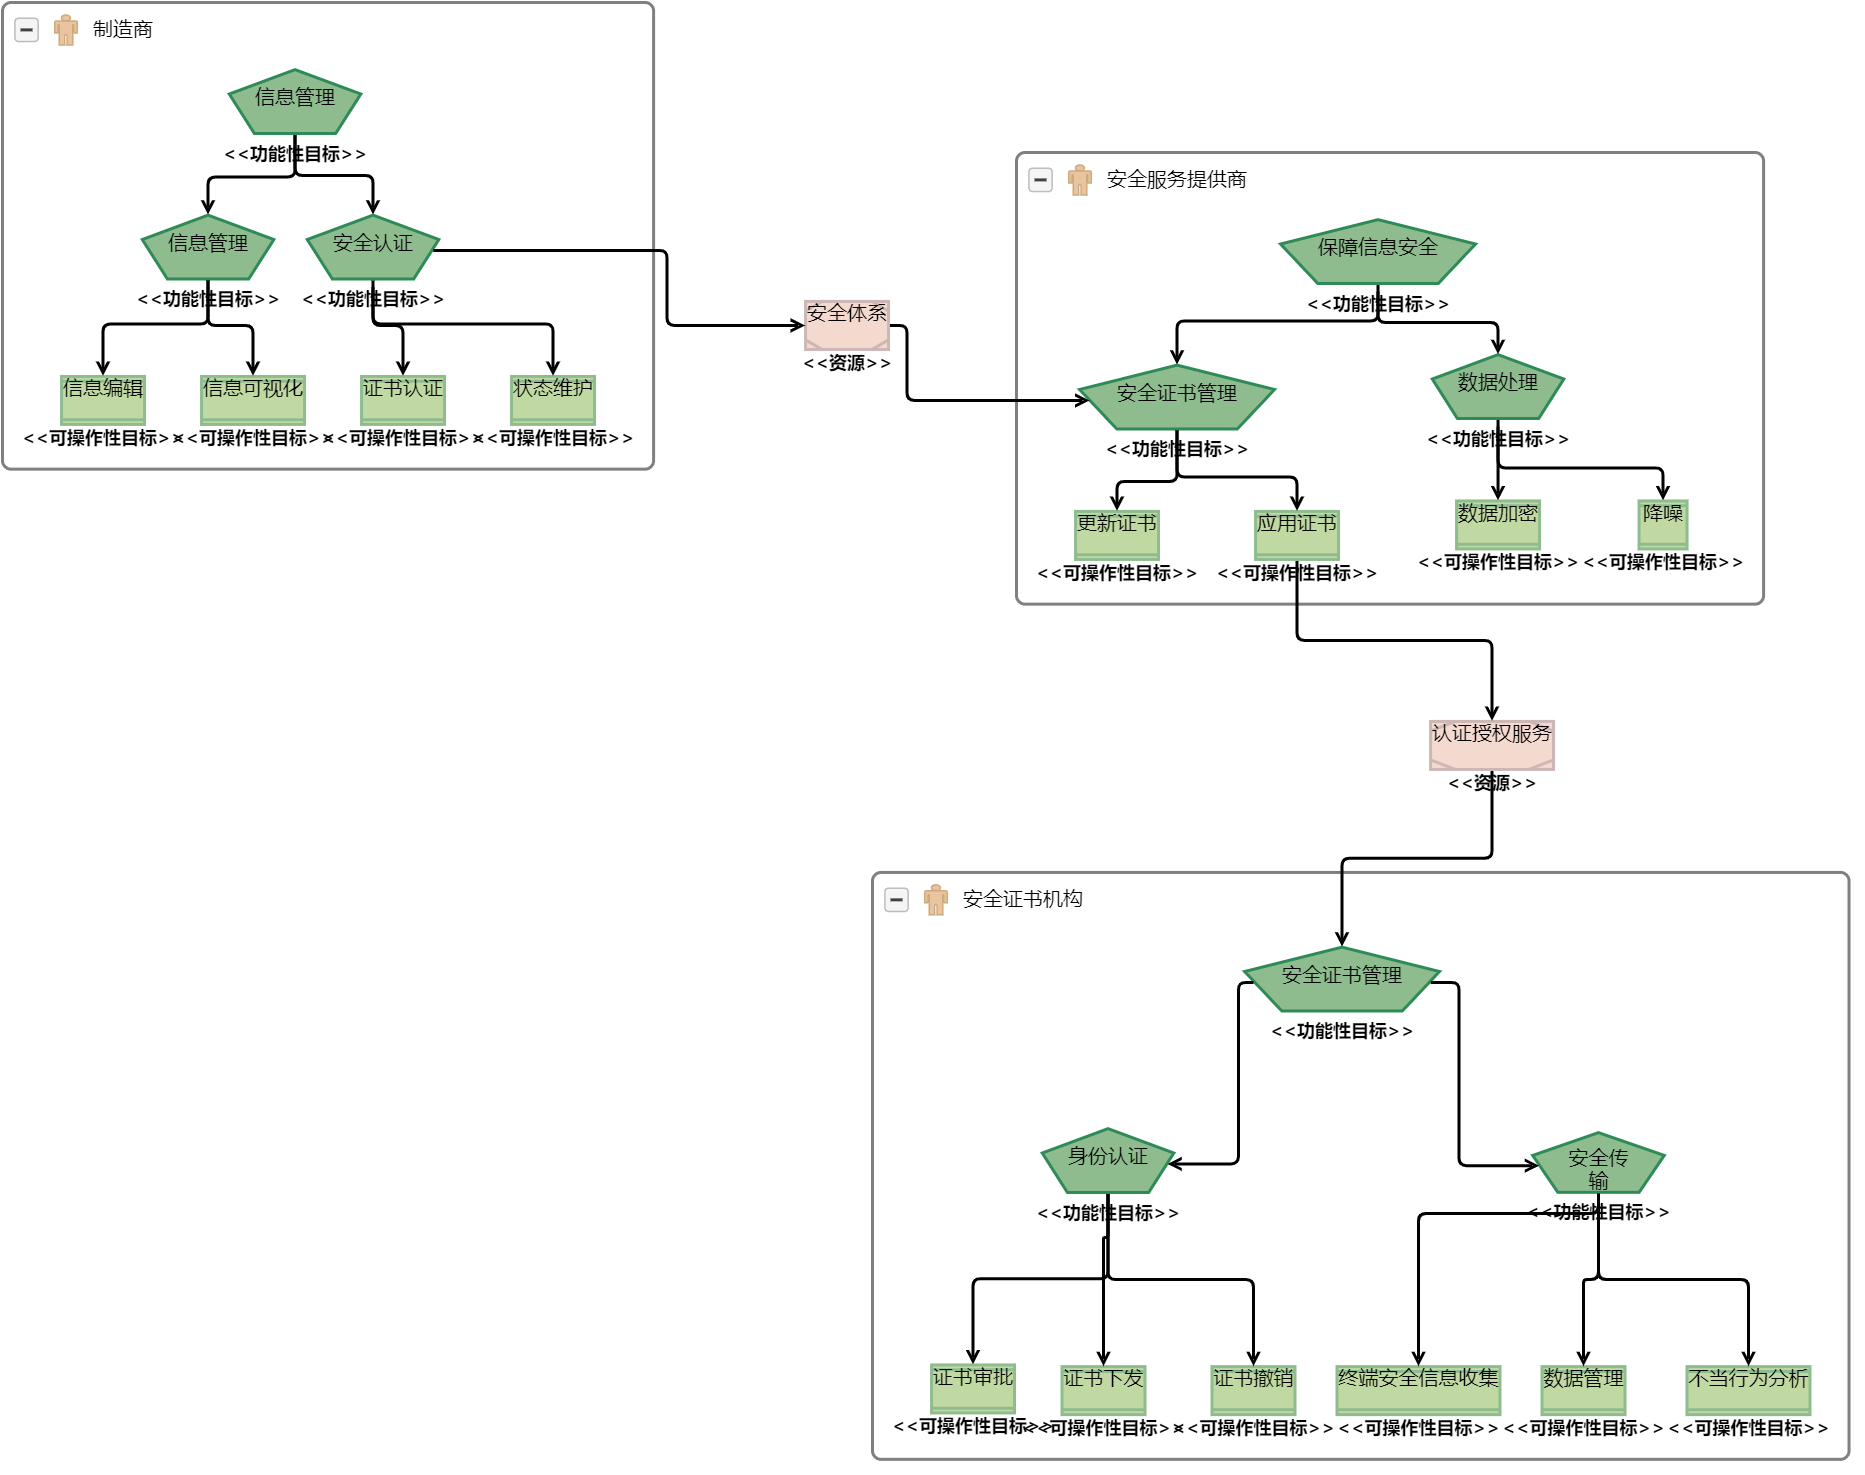 制造商
信息管理
<<功能性目标>>
信息管理
安全认证
<<功能性目标>>
<<功能性目标>>
信息编辑
信息可视化
证书认证
状态维护
<<可操作性目标>>
<<可操作性目标>>
<<可操作性目标>>
<<可操作性目标>>
安全体系
<<资源>>
安全服务提供商
保障信息安全
<<功能性目标>>
安全证书管理
数据处理
<<功能性目标>>
<<功能性目标>>
更新证书
应用证书
数据加密
降噪
<<可操作性目标>>
<<可操作性目标>>
<<可操作性目标>>
<<可操作性目标>>
认证授权服务
<<资源>>
安全证书机构
安全证书管理
<<功能性目标>>
身份认证
安全传
输
<<功能性目标>>
<<功能性目标>>
证书审批
证书下发
证书撤销
终端安全信息收集
数据管理
不当行为分析
<<可操作性目标>>
<<可操作性目标>>
<<可操作性目标>>
<<可操作性目标>>
<<可操作性目标>>
<<可操作性目标>>